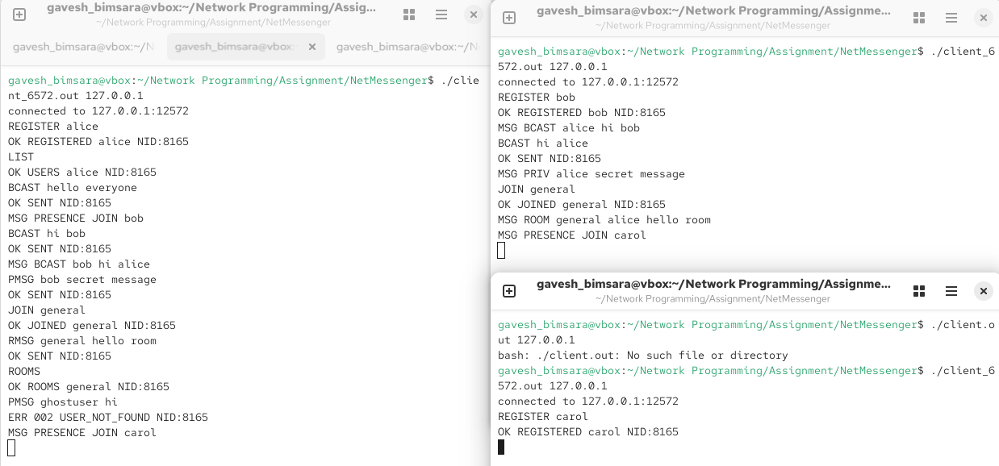 gavesh_bimsara@vbox:~/Network Programming/Assig...
~/Network Programming/Assignment/NetMessenger
gavesh_bimsara@vbox:~/N
gavesh_bimsara@vbox:
gavesh_bimsara@vbox:~/N
gavesh_bimsara@vbox:~/Network Programming/Assignment/NetMessenger$ ./clie
nt_6572.out 127.0.0.1
connected to 127.0.0.1:12572
REGISTER alice
OK REGISTERED alice NID:8165
LIST
OK USERS alice NID:8165
BCAST hello everyone
OK SENT NID:8165
MSG PRESENCE JOIN bob
BCAST hi bob
OK SENT NID:8165
MSG BCAST bob hi alice
PMSG bob secret message
OK SENT NID:8165
JOIN general
OK JOINED general NID:8165
RMSG general hello room
OK SENT NID:8165
ROOMS
OK ROOMS general NID:8165
PMSG ghostuser hi
ERR 002 USER_NOT_FOUND NID:8165
MSG PRESENCE JOIN carol
gavesh_bimsara@vbox:~/Network Programming/Assignme...
~/Network Programming/Assignment/NetMessenger
gavesh_bimsara@vbox:~/Network Programming/Assignment/NetMessenger$ ./client_6
572.out 127.0.0.1
connected to 127.0.0.1:12572
REGISTER bob
OK REGISTERED bob NID:8165
MSG BCAST alice hi bob
BCAST hi alice
OK SENT NID:8165
MSG PRIV alice secret message
JOIN general
OK JOINED general NID:8165
MSG ROOM general alice hello room
MSG PRESENCE JOIN carol
gavesh_bimsara@vbox:~/Network Programming/Assignme...
~/Network Programming/Assignment/NetMessenger
gavesh_bimsara@vbox:~/Network Programming/Assignment/NetMessenger$ ./client.o
ut 127.0.0.1
bash: ./client.out: No such file or directory
gavesh_bimsara@vbox:~/Network Programming/Assignment/NetMessenger$ ./client_6
572.out 127.0.0.1
connected to 127.0.0.1:12572
REGISTER carol
OK REGISTERED carol NID:8165